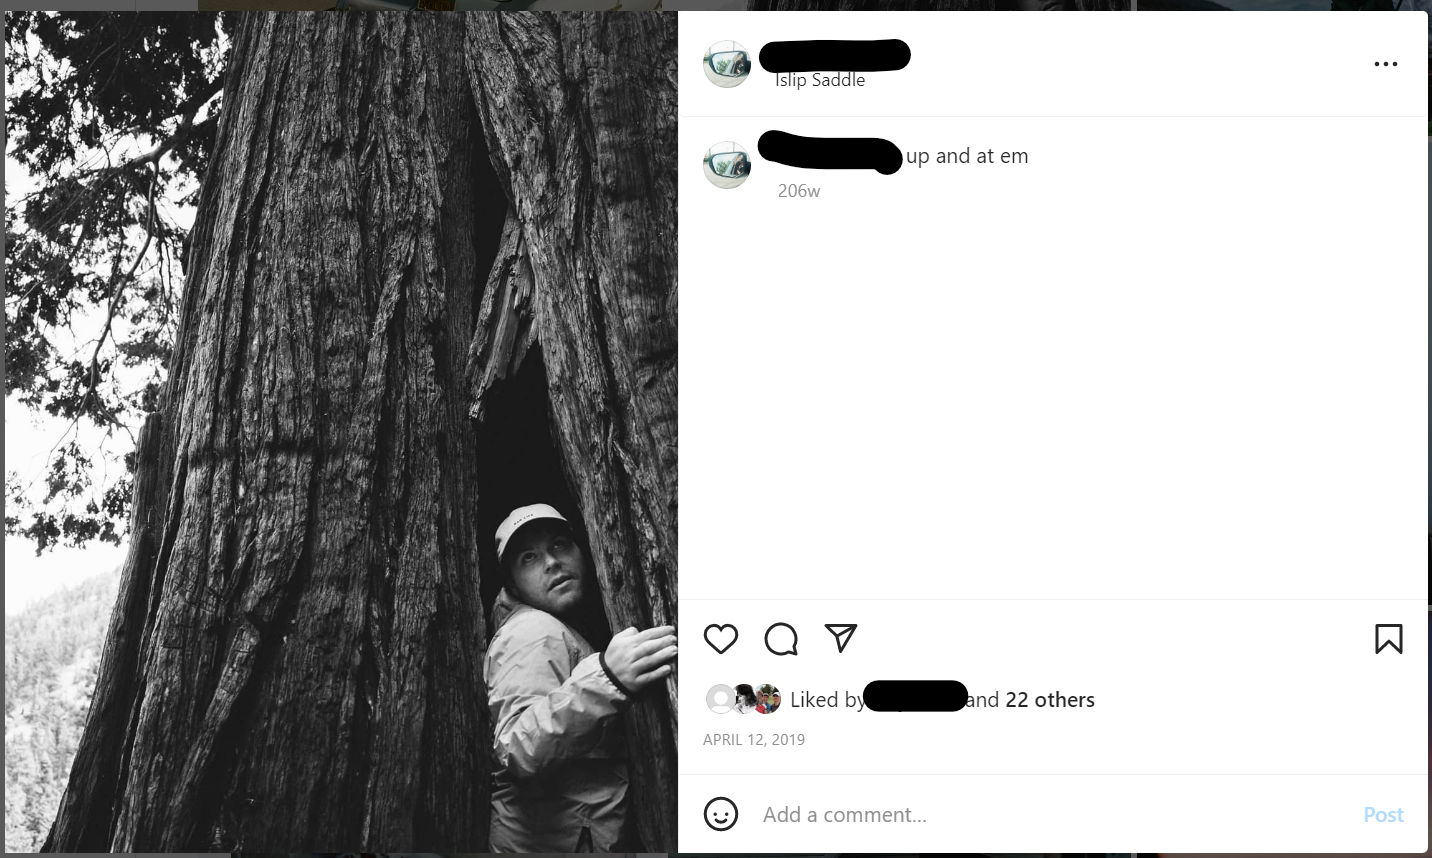 Islip Saddle
up and at em
206w
Liked by and 22 others
APRIL 12, 2019
Add a comment...
Post